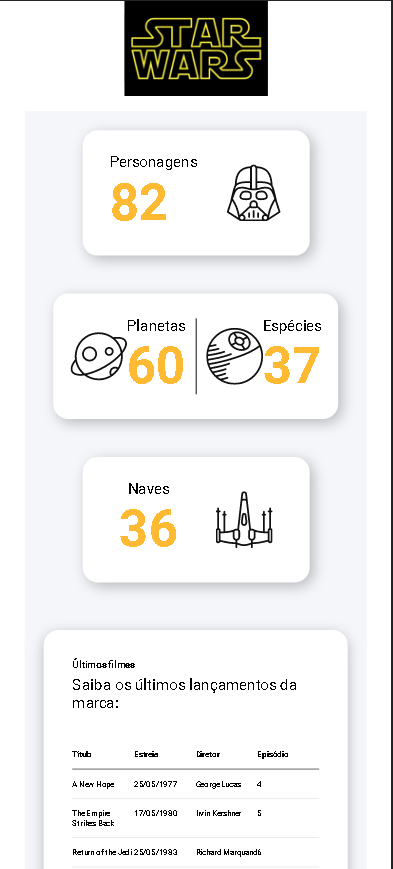 STAR
WARS
Personagens
82
Planetas
60
Espécies
37
Naves
36
Últimos filmes
Saiba os últimos lançamentos da
marca:
Título Estreia Diretor Episódio
A New Hope 25/05/1977 George Lucas 4
The Empire 17/05/1980 Irvin Kershner 5
Strikes Back
Return of the Jedi 25/05/1983 Richard Marquand 6